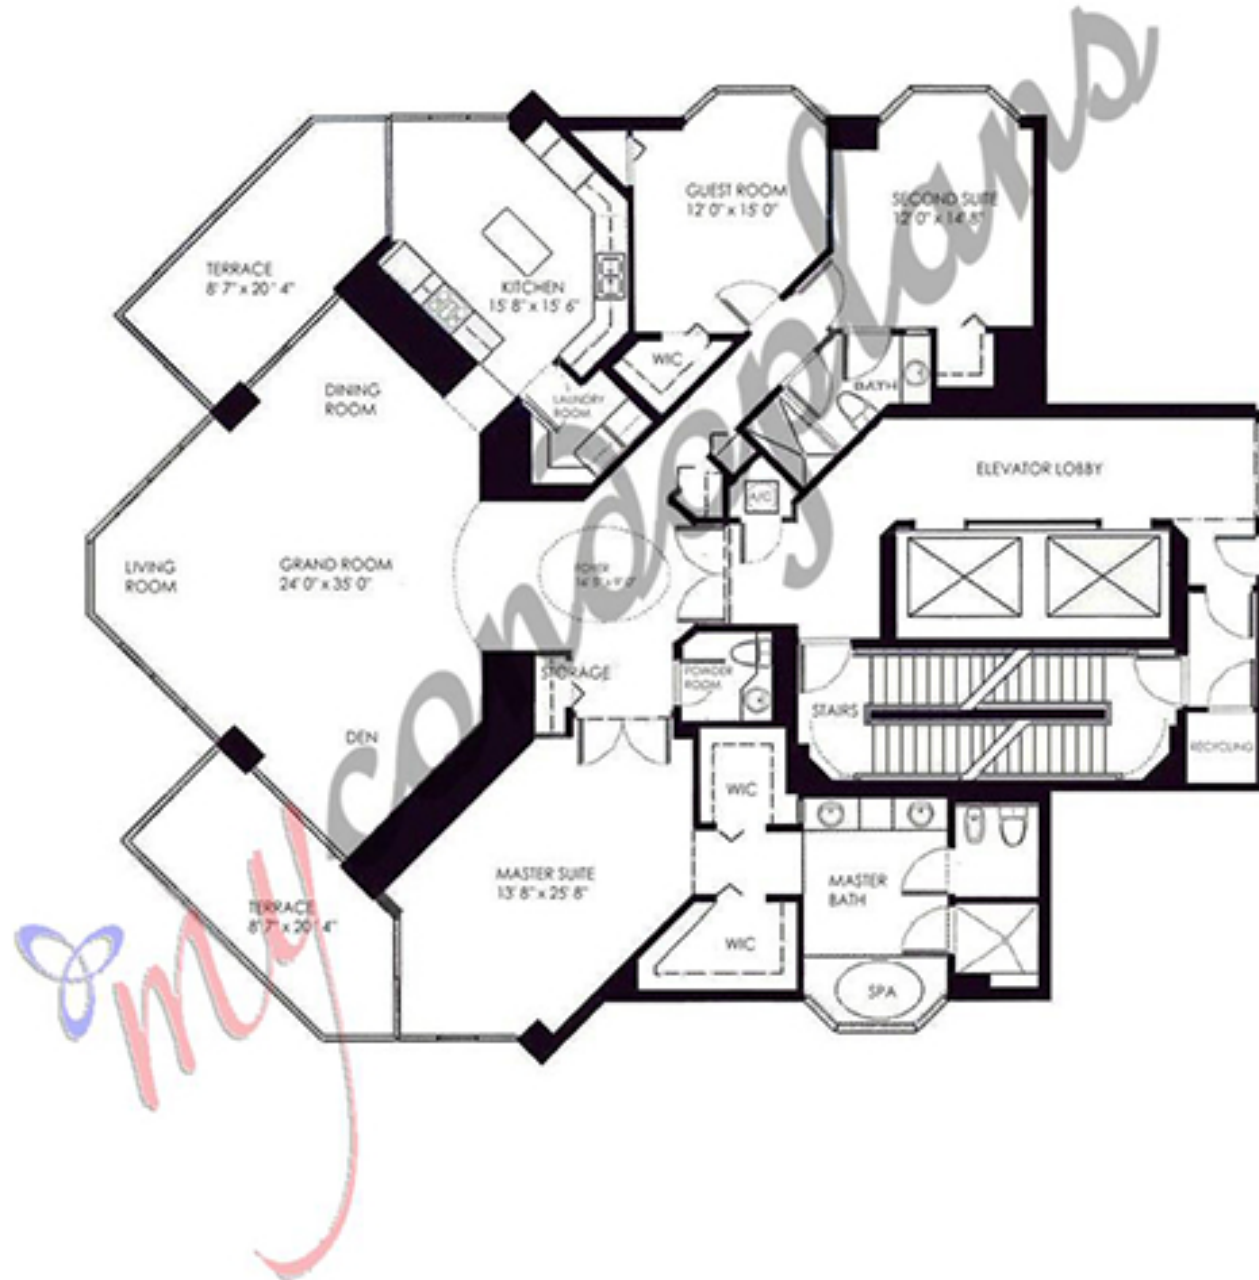 mycondoplans
GUEST ROOM
12' 0" x 15' 0"
SECOND SUITE
12' 0" x 14' 8"
TERRACE
8' 7" x 20' 4"
KITCHEN
15' 8" x 15' 6"
WIC
DINING
ROOM
LAUNDRY
ROOM
BATH
ELEVATOR LOBBY
A/C
LIVING
ROOM
GRAND ROOM
24' 0" x 35' 0"
FOYER
STORAGE
POWDER
ROOM
STAIRS
DEN
RECYCLING
WIC
MASTER SUITE
13' 8" x 25' 8"
MASTER
BATH
TERRACE
8' 7" x 20' 4"
WIC
SPA